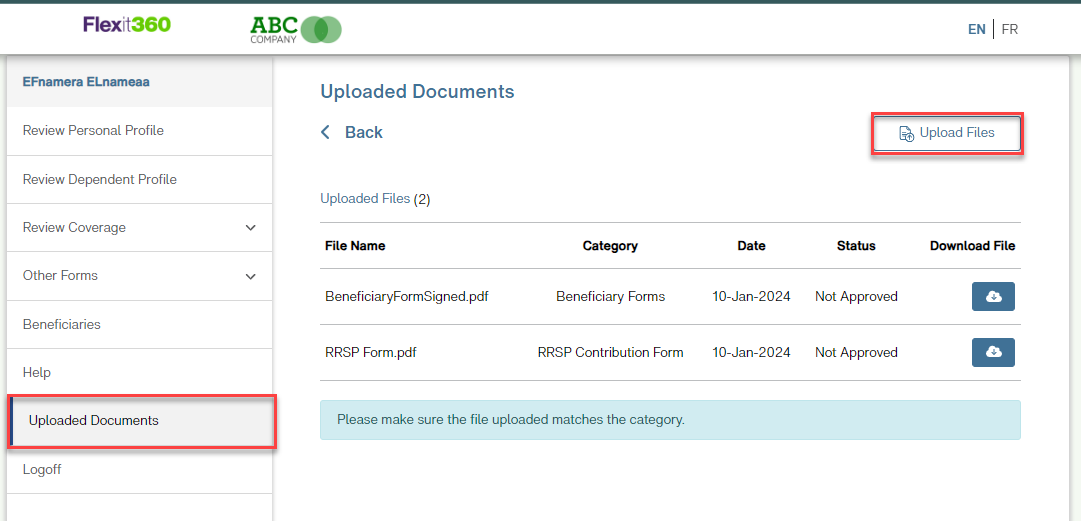 Flexit360
ABC
COMPANY
EN FR
EFnamera ELnameaa
Review Personal Profile
Review Dependent Profile
Review Coverage
Other Forms
Beneficiaries
Help
Uploaded Documents
Logoff
Uploaded Documents
Back
Upload Files
Uploaded Files (2)
File Name Category Date Status Download File
BeneficiaryFormSigned.pdf Beneficiary Forms 10-Jan-2024 Not Approved
RRSP Form.pdf RRSP Contribution Form 10-Jan-2024 Not Approved
Please make sure the file uploaded matches the category.